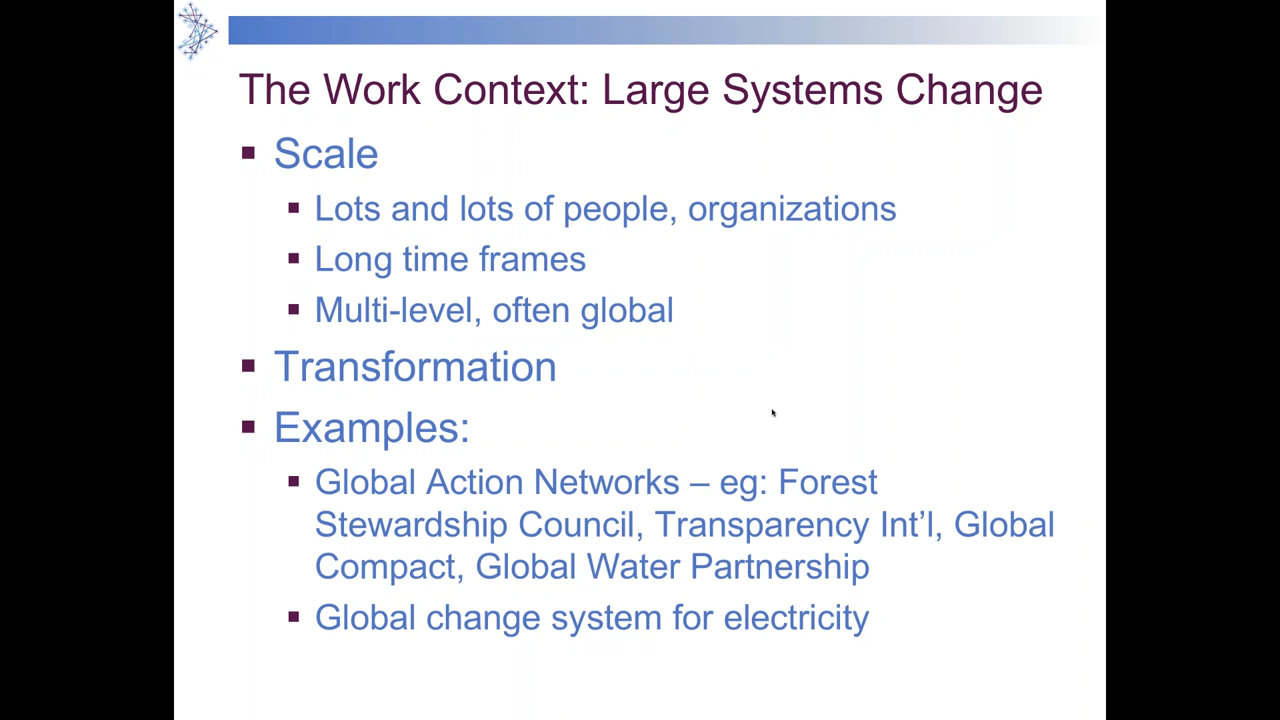 The Work Context: Large Systems Change
Scale
Lots and lots of people, organizations
Long time frames
Multi-level, often global
Transformation
Examples:
Global Action Networks – eg: Forest
Stewardship Council, Transparency Int’l, Global
Compact, Global Water Partnership
Global change system for electricity